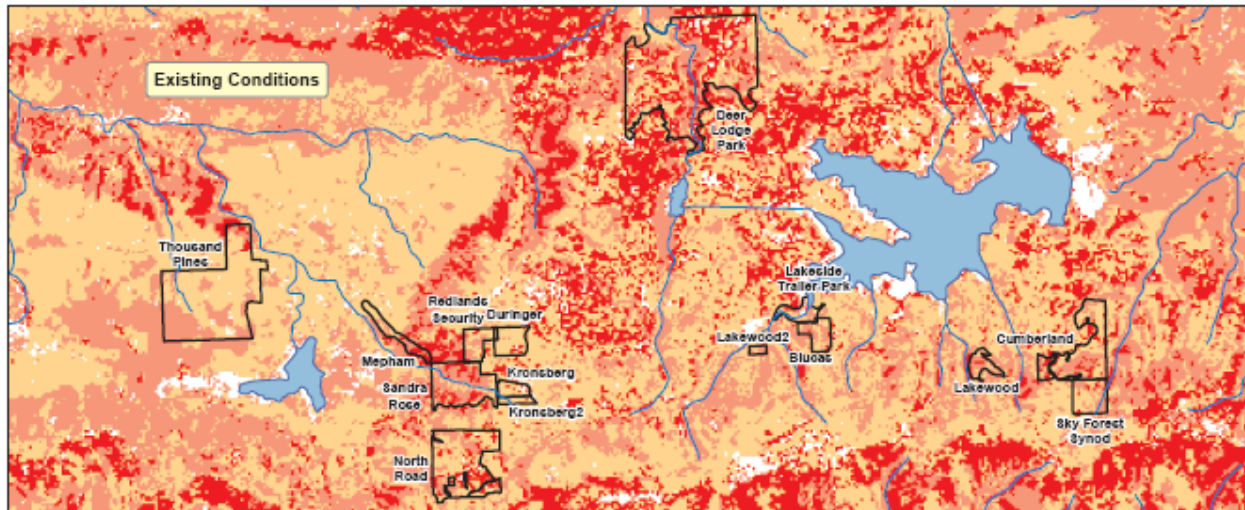 Existing Conditions
Deer
Lodge
Park
Thousand
Pines
Lakeside
Trailer Park
Redlands
Security
Duringer
Lakewood2
Blucas
Cumberland
Mepham
Kronsberg
Sandra
Rose
Kronsberg2
Lakewood
Sky Forest
Synod
North
Road